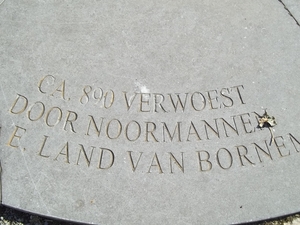 CA. 890 VERWOEST
DOOR NOORMANNEN
E. LAND VAN BORNEM